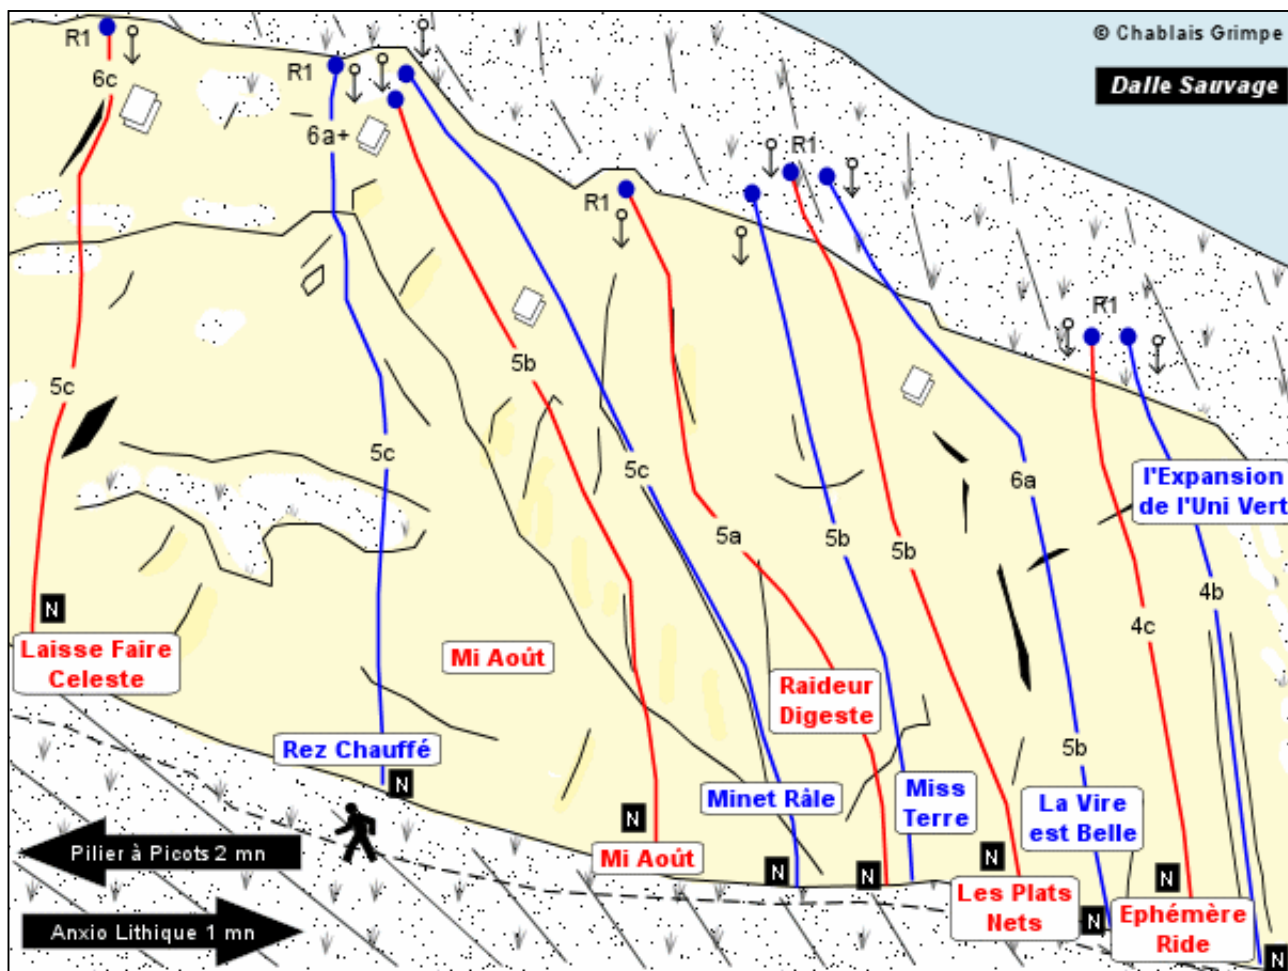 © Chablais Grimpe
Dalle Sauvage
R1
6c
R1
6a+
R1
R1
R1
5c
5b
5c
5c
5a
5b
5b
6a
l'Expansion
de l'Uni Vert
4b
4c
5b
N
Laisse Faire
Celeste
Mi Août
Raideur
Digeste
Rez Chauffé
N
Minet Râle
Miss
Terre
La Vire
est Belle
N
Mi Août
N
N
N
Les Plats
Nets
N
N
Ephémère
Ride
N
Pilier à Picots 2 mn
Anxio Lithique 1 mn